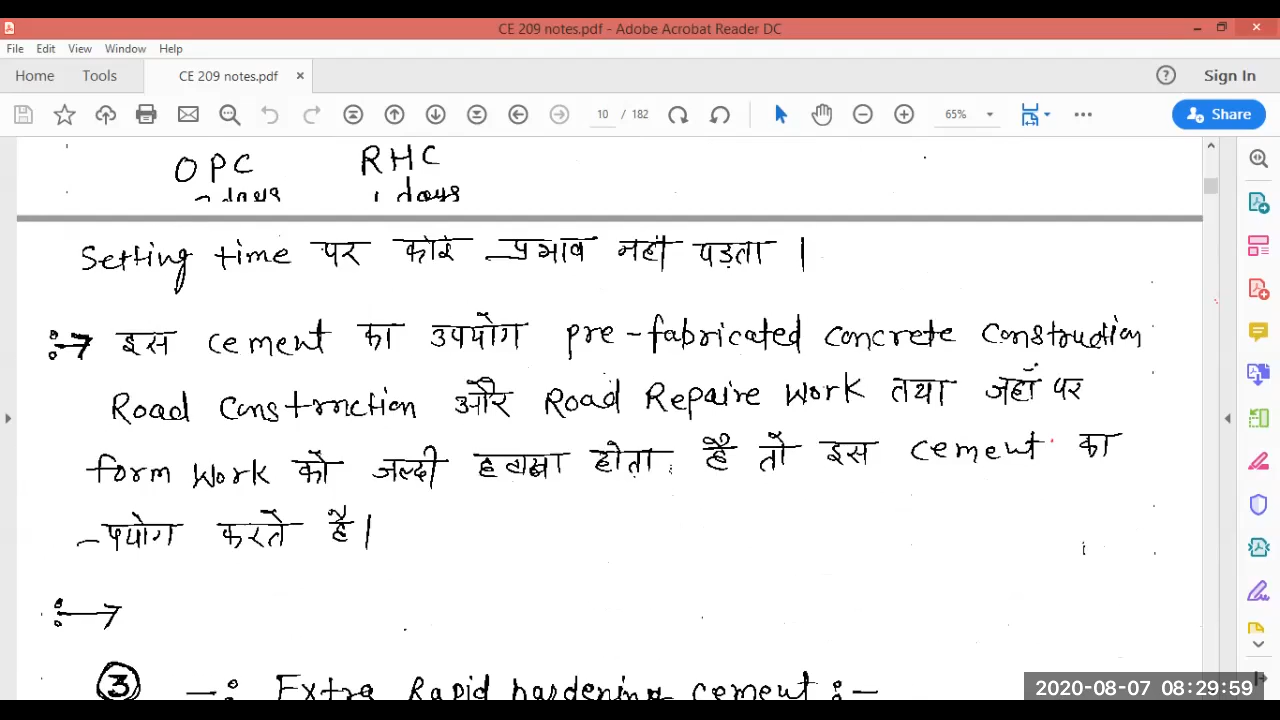 CE 209 notes.pdf - Adobe Acrobat Reader DC
File Edit View Window Help
Home Tools CE 209 notes.pdf × Sign In
10 / 182 65% Share
OPC RHC
days days
Setting time पर कोई प्रभाव नहीं पड़ता |
इस cement का उपयोग pre-fabricated concrete construction
Road construction और Road Repaire work तथा जहाँ पर
form work को जल्दी हटाना होता है तो इस cement का
करते है |
③ Extra Rapid hardening cement :-
2020-08-07 08:29:59